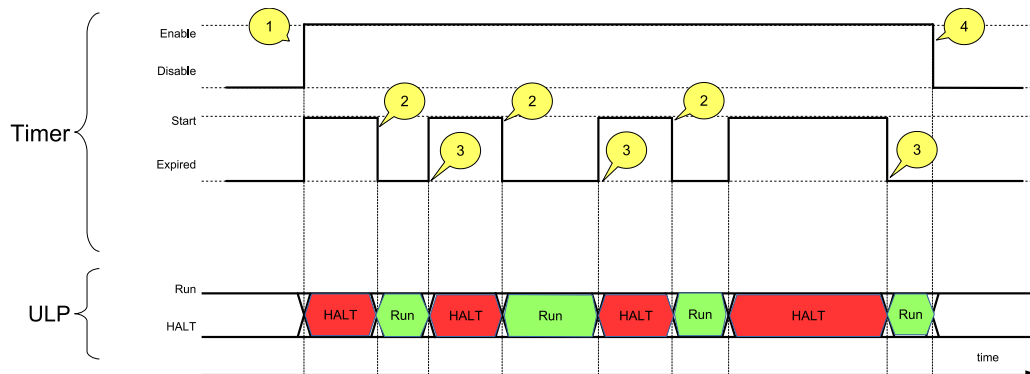 1
Enable
4
Disable
Timer
Start
2
2
2
Expired
3
3
3
ULP
Run
HALT
HALT
Run
HALT
Run
HALT
Run
HALT
Run
time